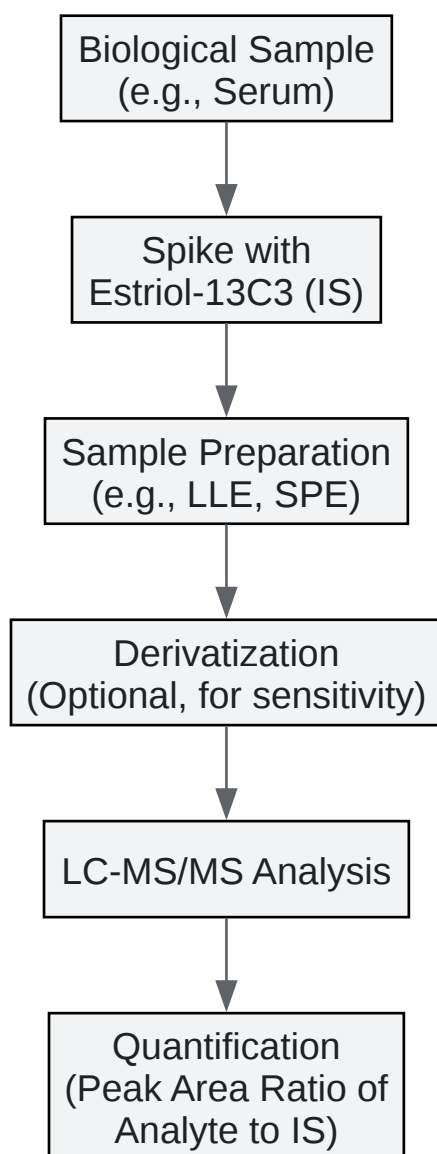 Biological Sample
(e.g., Serum)
Spike with
Estriol-13C3 (IS)
Sample Preparation
(e.g., LLE, SPE)
Derivatization
(Optional, for sensitivity)
LC-MS/MS Analysis
Quantification
(Peak Area Ratio of
Analyte to IS)